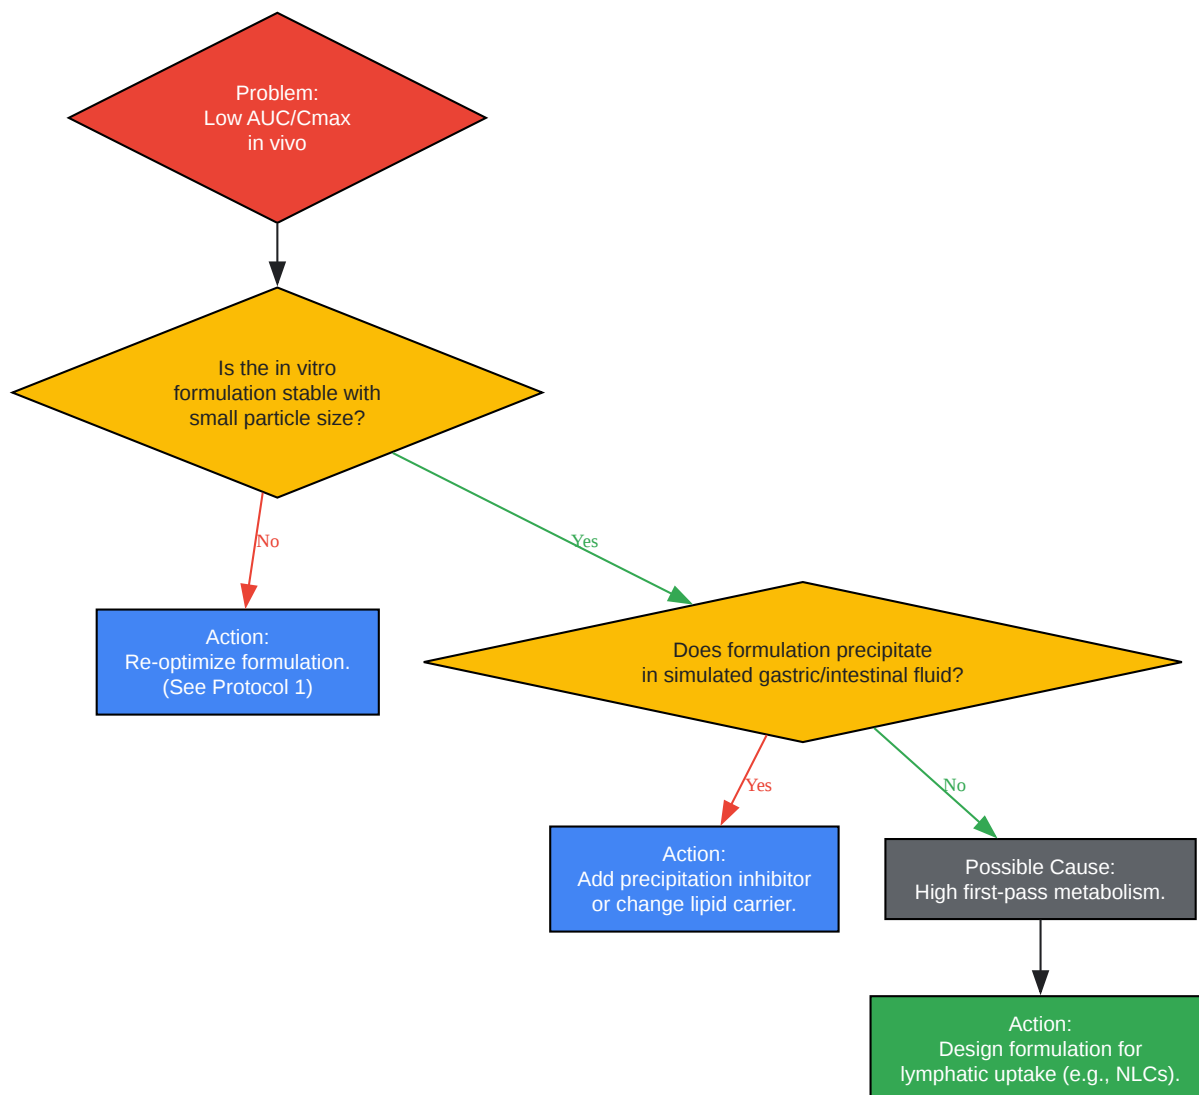 Problem:
Low AUC/Cmax
in vivo
Is the in vitro
formulation stable with
small particle size?
No
Yes
Action:
Re-optimize formulation.
(See Protocol 1)
Does formulation precipitate
in simulated gastric/intestinal fluid?
Yes
No
Action:
Add precipitation inhibitor
or change lipid carrier.
Possible Cause:
High first-pass metabolism.
Action:
Design formulation for
lymphatic uptake (e.g., NLCs).